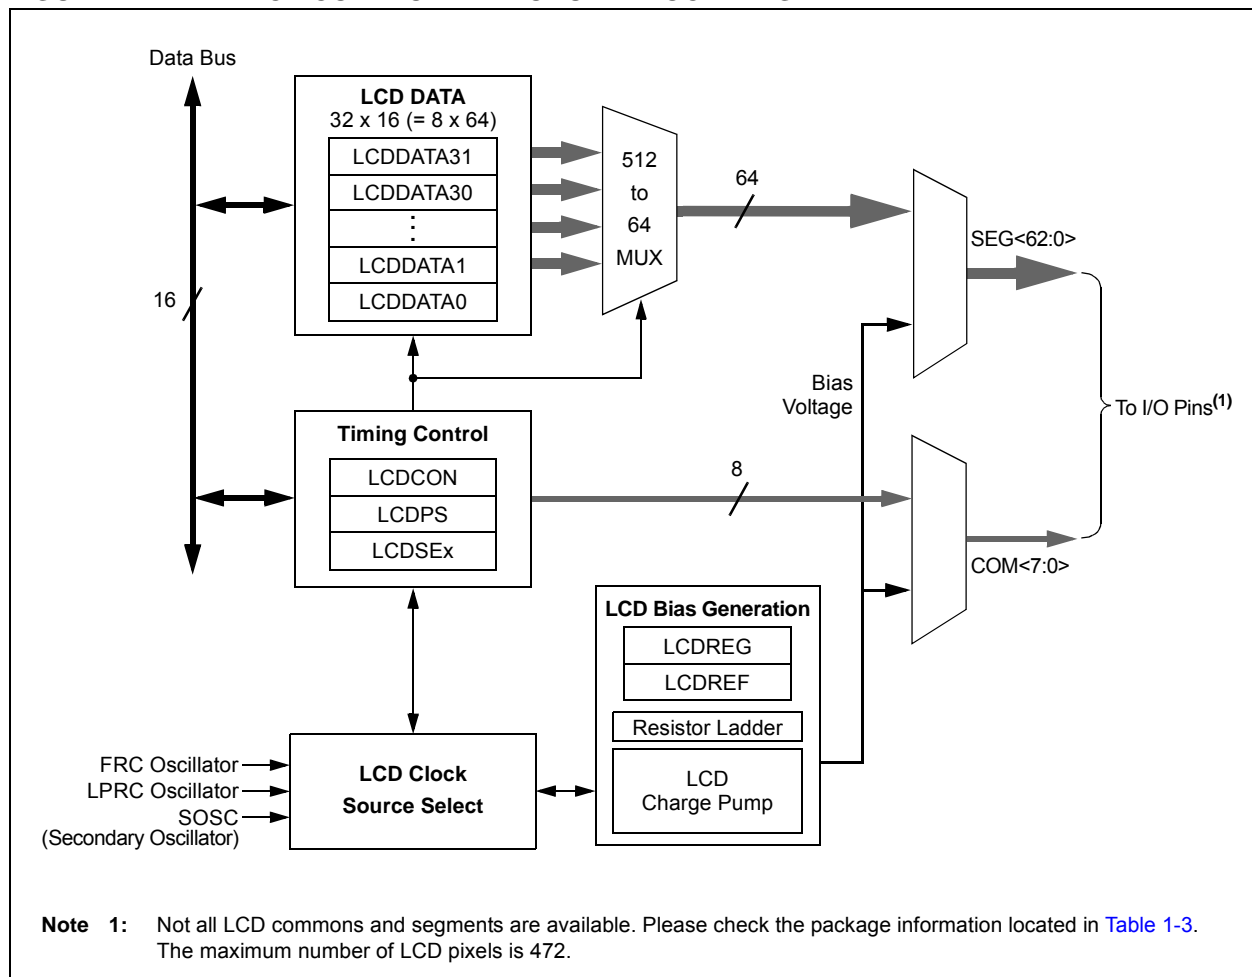 Data Bus
LCD DATA
32 x 16 (= 8 x 64)
LCDDATA31
LCDDATA30
LCDDATA1
LCDDATA0
512
to
64
MUX
64
SEG<62:0>
16
Bias
Voltage
To I/O Pins(1)
Timing Control
LCDCON
LCDPS
LCDSEx
8
COM<7:0>
LCD Bias Generation
LCDREG
LCDREF
Resistor Ladder
LCD
Charge Pump
FRC Oscillator
LPRC Oscillator
SOSC
(Secondary Oscillator)
LCD Clock
Source Select
Note 1: Not all LCD commons and segments are available. Please check the package information located in Table 1-3.
The maximum number of LCD pixels is 472.